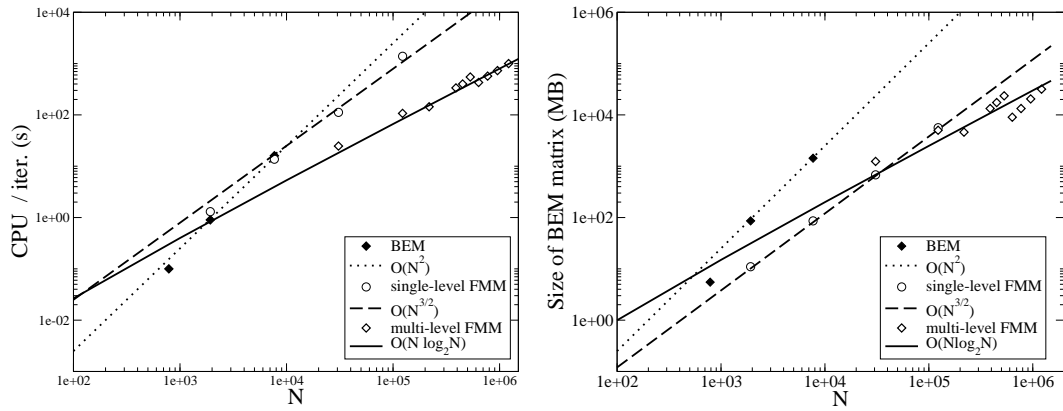 1e+04
1e+02
1e+00
1e-02
CPU / iter. (s)
BEM
O(N²)
single-level FMM
O(N³/²)
multi-level FMM
O(N log₂N)
1e+02 1e+03 1e+04 1e+05 1e+06
N
1e+06
1e+04
1e+02
1e+00
Size of BEM matrix (MB)
BEM
O(N²)
single-level FMM
O(N³/²)
multi-level FMM
O(Nlog₂N)
1e+02 1e+03 1e+04 1e+05 1e+06
N